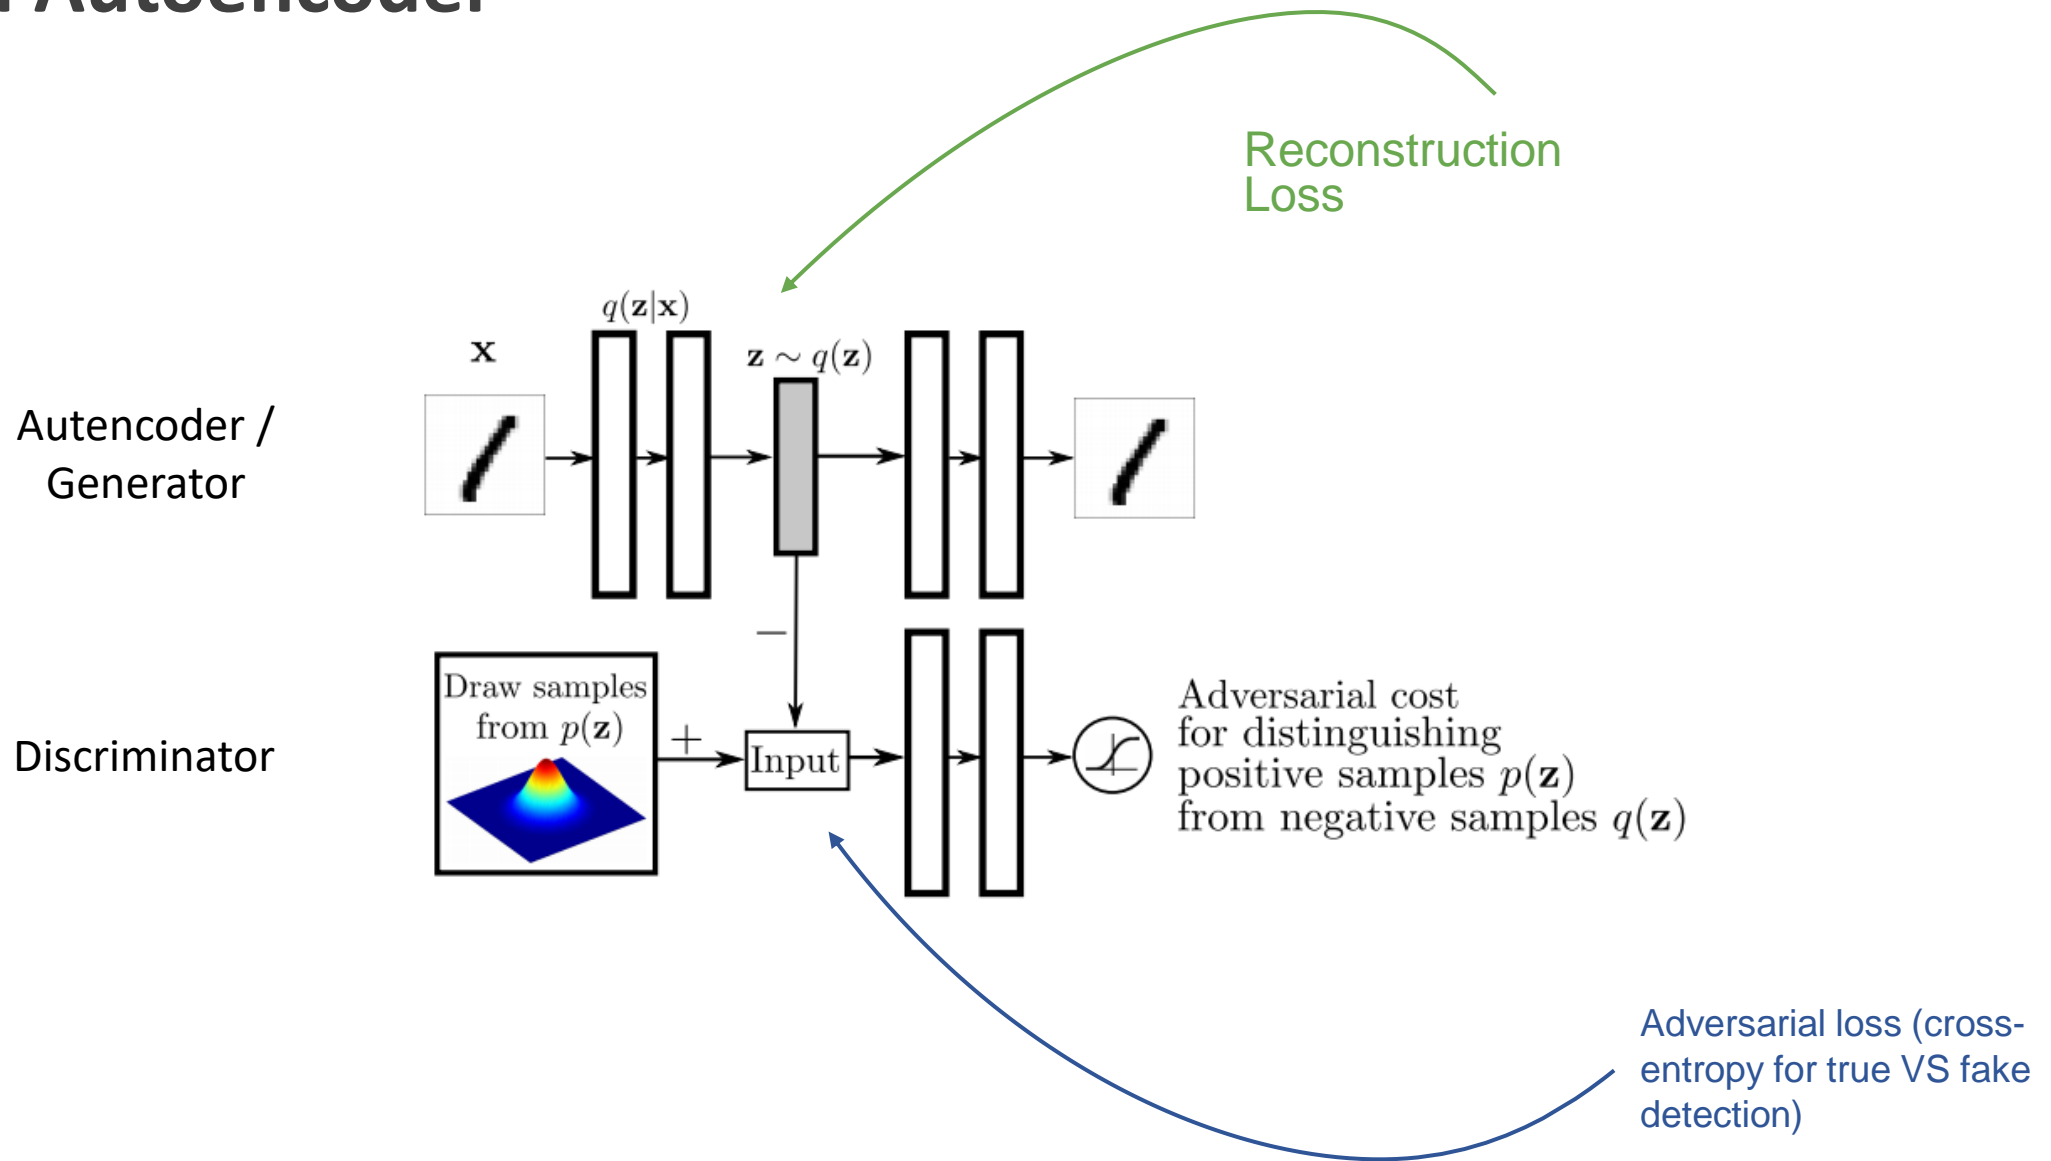 Autoencoder
Reconstruction
Loss
q(z|x)
x
z ∼ q(z)
Autencoder /
Generator
−
Draw samples
from p(z)
+
Input
Discriminator
Adversarial cost
for distinguishing
positive samples p(z)
from negative samples q(z)
Adversarial loss (cross-
entropy for true VS fake
detection)